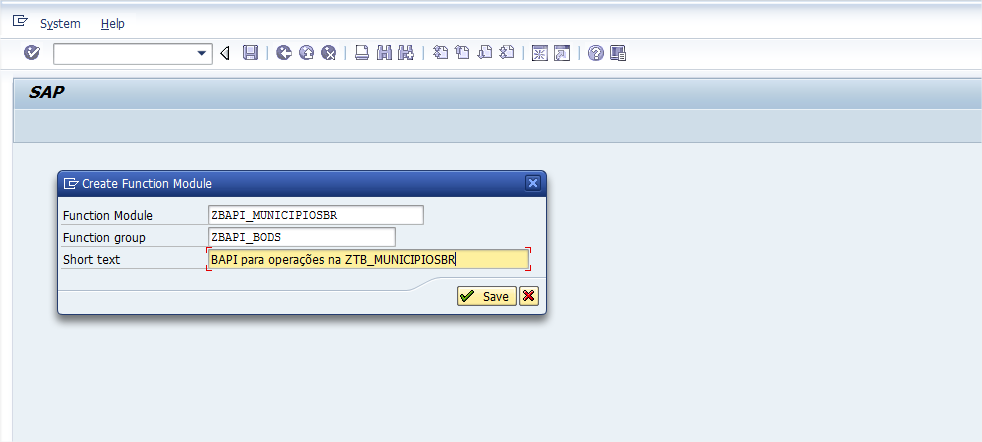 System Help
SAP
Create Function Module
Function Module ZBAPI_MUNICIPIOSBR
Function group ZBAPI_BODS
Short text BAPI para operações na ZTB_MUNICIPIOSBR
Save